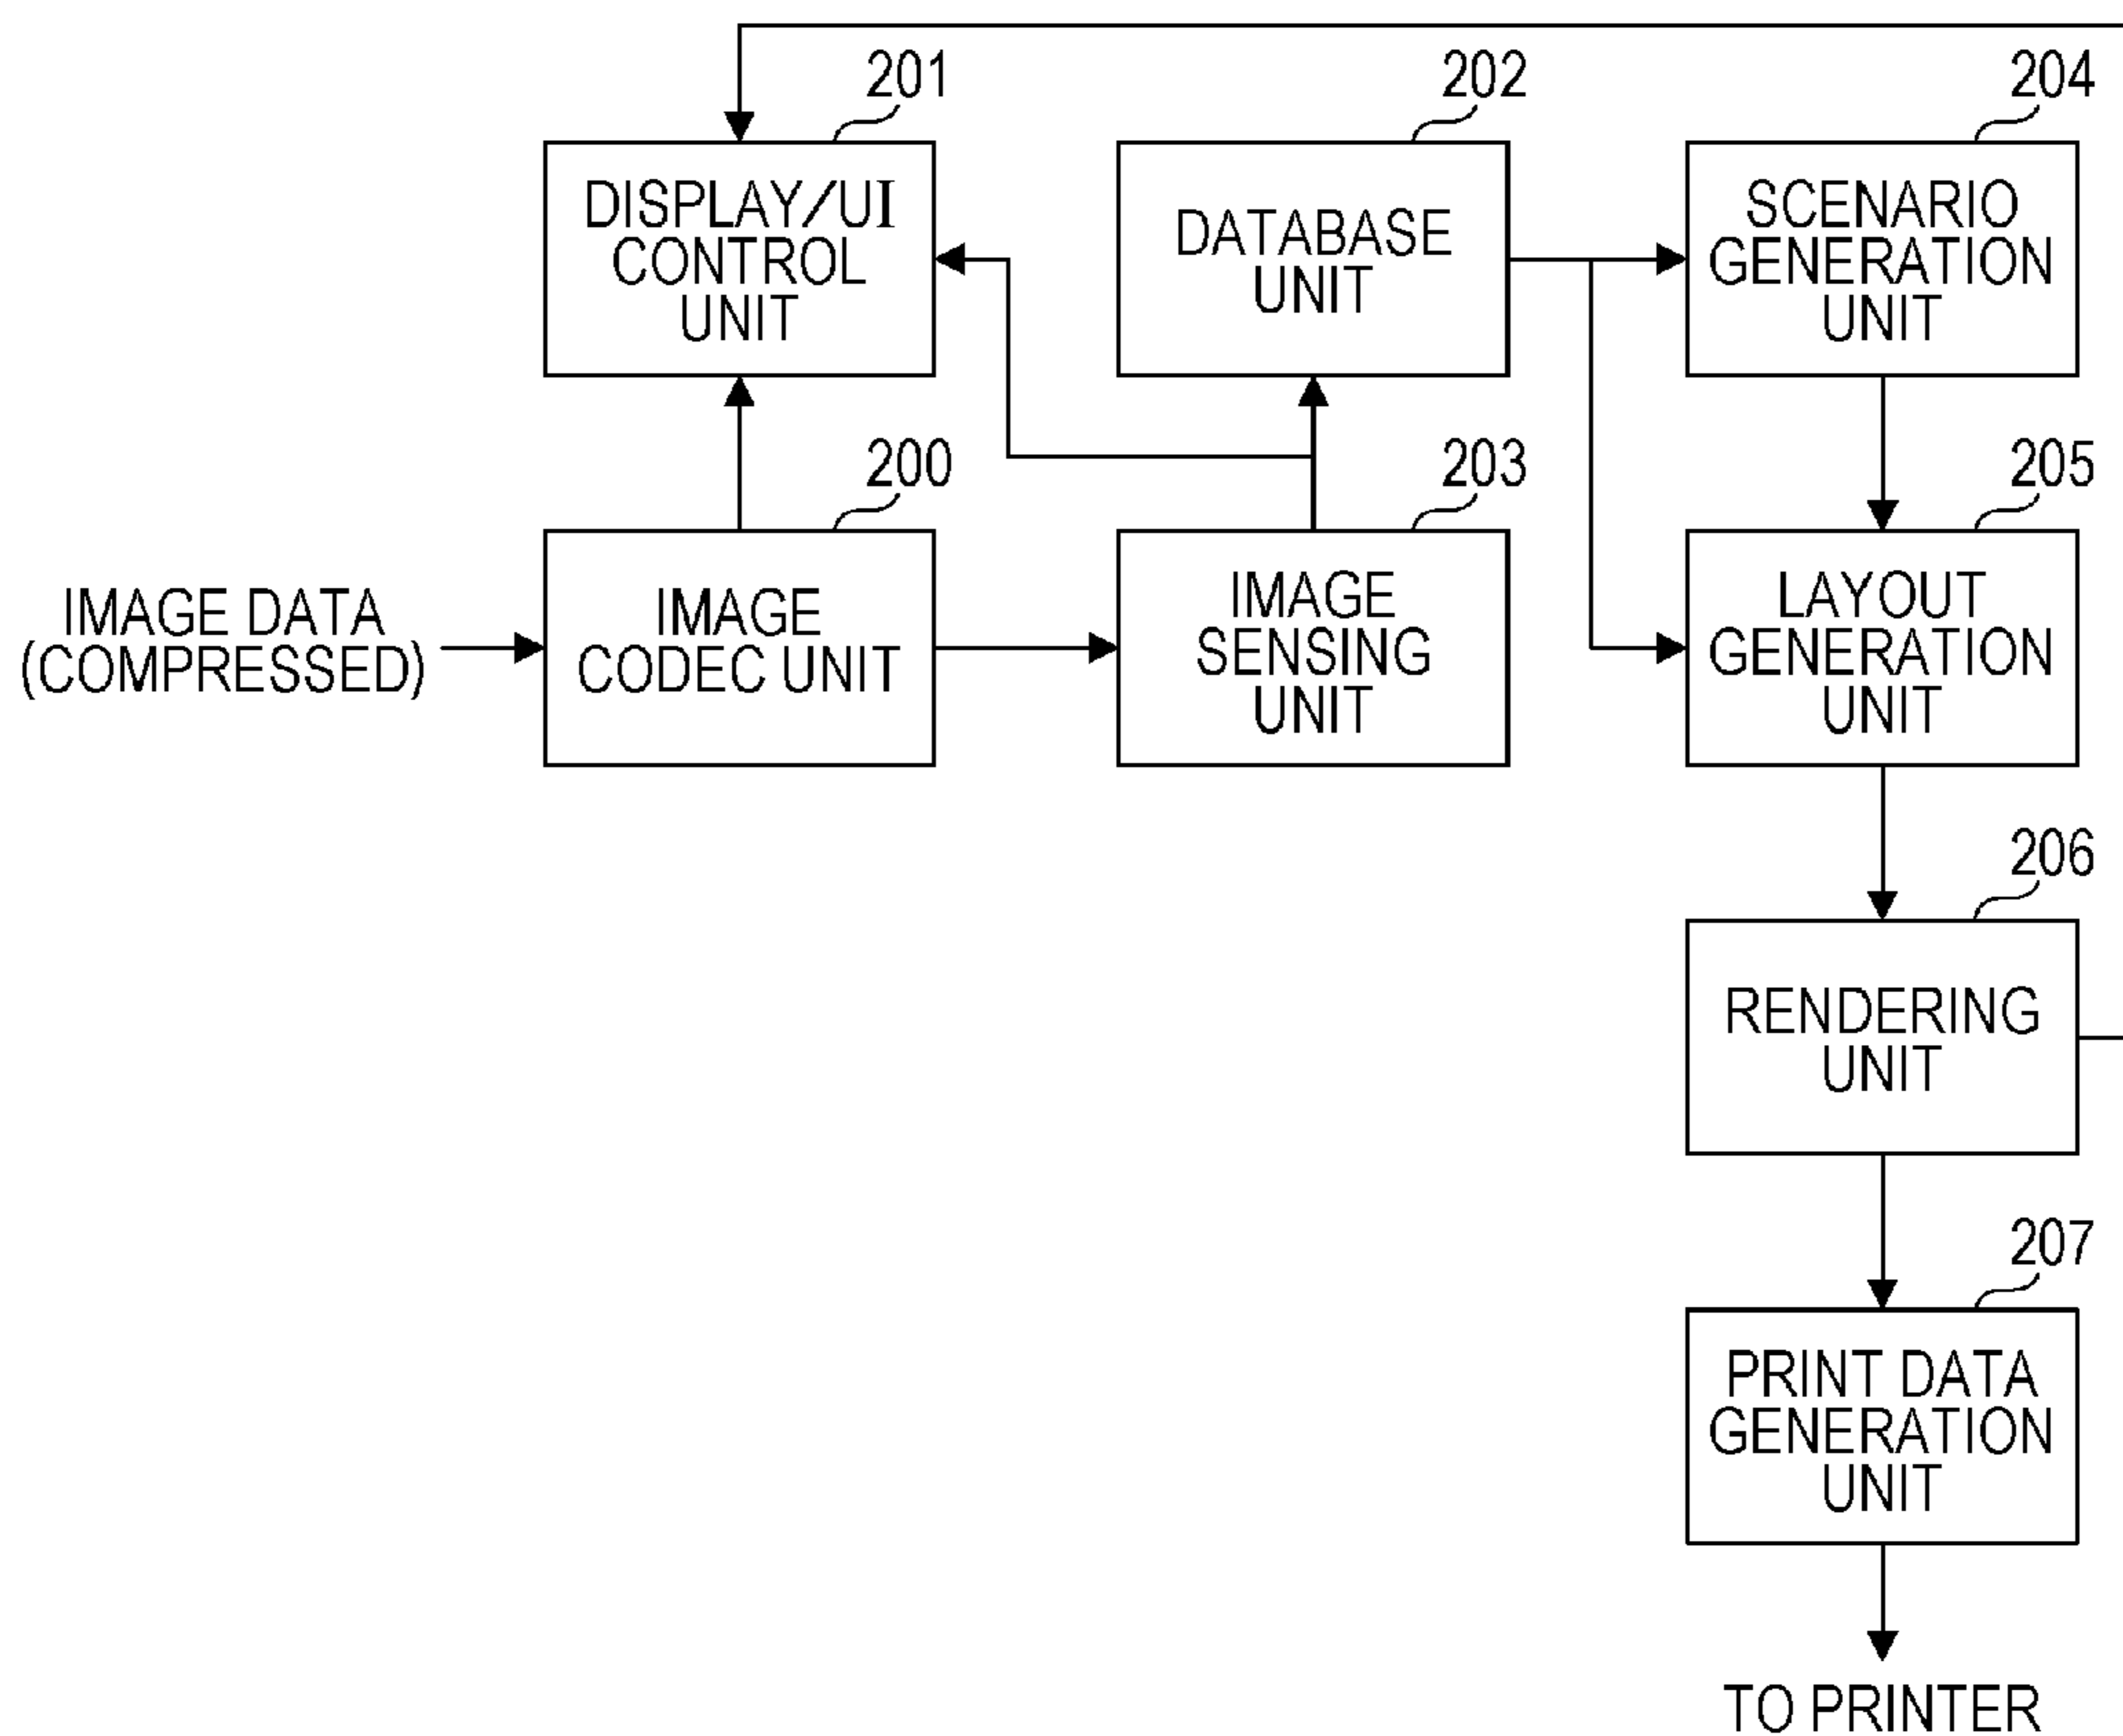 201
DISPLAY/UI
CONTROL
UNIT
202
DATABASE
UNIT
204
SCENARIO
GENERATION
UNIT
IMAGE DATA
(COMPRESSED)
200
IMAGE
CODEC UNIT
203
IMAGE
SENSING
UNIT
205
LAYOUT
GENERATION
UNIT
206
RENDERING
UNIT
207
PRINT DATA
GENERATION
UNIT
TO PRINTER